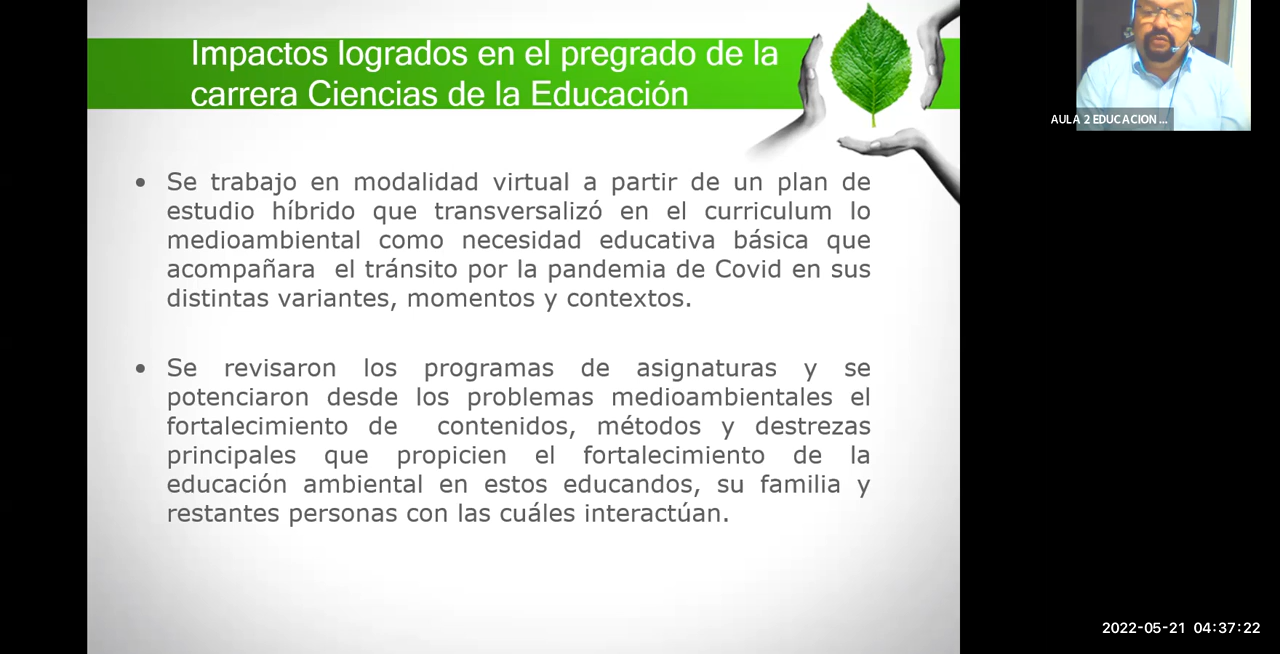 Impactos logrados en el pregrado de la
carrera Ciencias de la Educación
AULA 2 EDUCACION ...
• Se trabajo en modalidad virtual a partir de un plan de
estudio híbrido que transversalizó en el curriculum lo
medioambiental como necesidad educativa básica que
acompañara el tránsito por la pandemia de Covid en sus
distintas variantes, momentos y contextos.
• Se revisaron los programas de asignaturas y se
potenciaron desde los problemas medioambientales el
fortalecimiento de contenidos, métodos y destrezas
principales que propicien el fortalecimiento de la
educación ambiental en estos educandos, su familia y
restantes personas con las cuáles interactúan.
2022-05-21 04:37:22